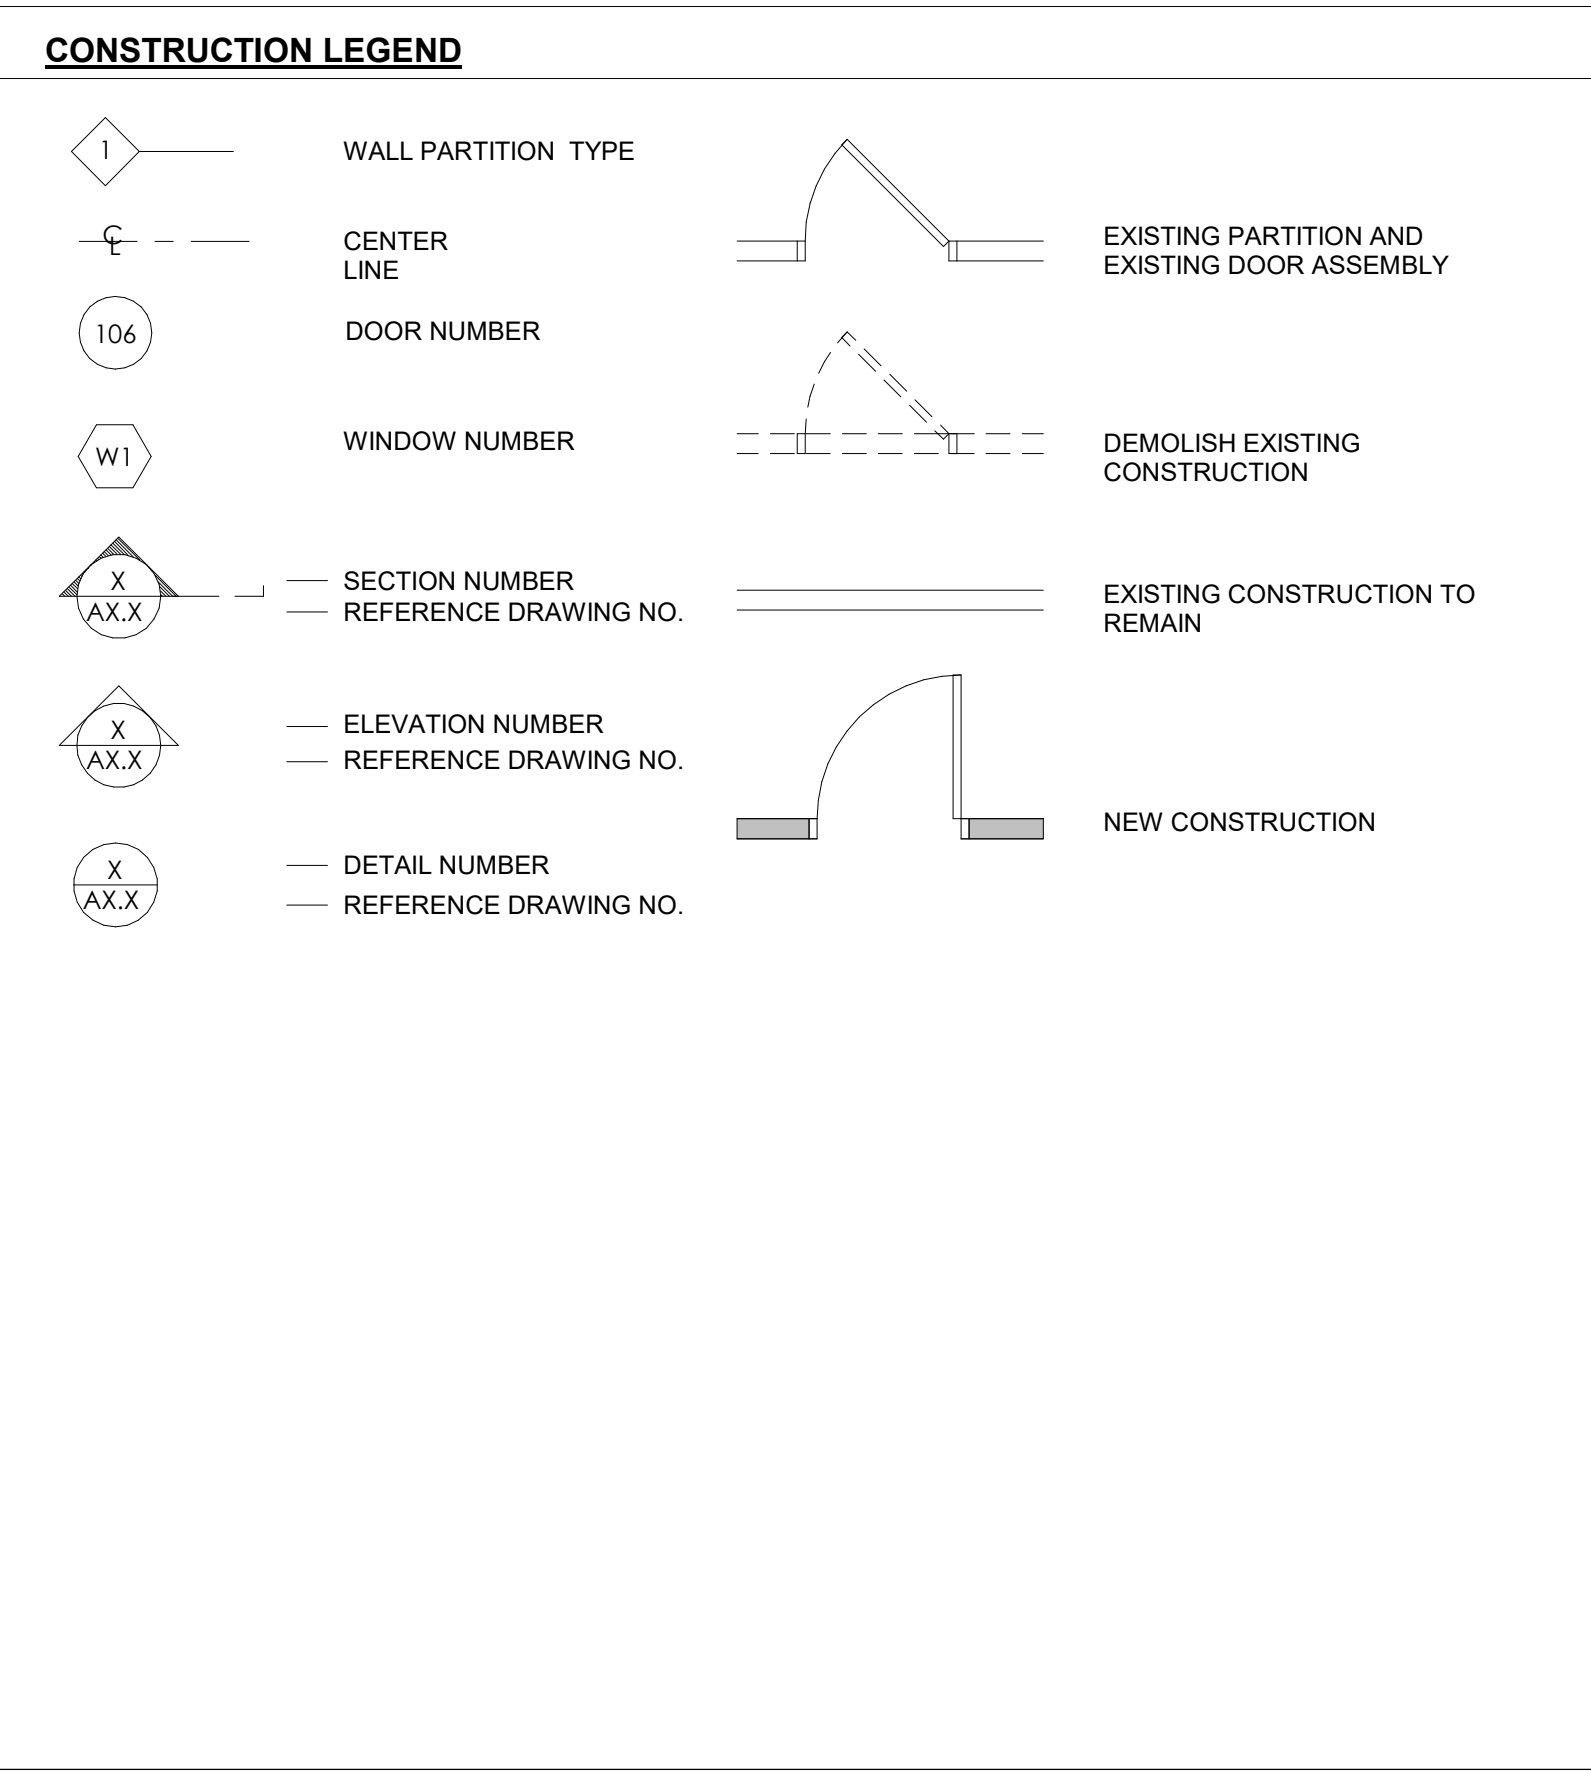 CONSTRUCTION LEGEND
1
WALL PARTITION TYPE
CL
CENTER
LINE
106
DOOR NUMBER
W1
WINDOW NUMBER
X
AX.X
SECTION NUMBER
REFERENCE DRAWING NO.
X
AX.X
ELEVATION NUMBER
REFERENCE DRAWING NO.
X
AX.X
DETAIL NUMBER
REFERENCE DRAWING NO.
EXISTING PARTITION AND
EXISTING DOOR ASSEMBLY
DEMOLISH EXISTING
CONSTRUCTION
EXISTING CONSTRUCTION TO
REMAIN
NEW CONSTRUCTION